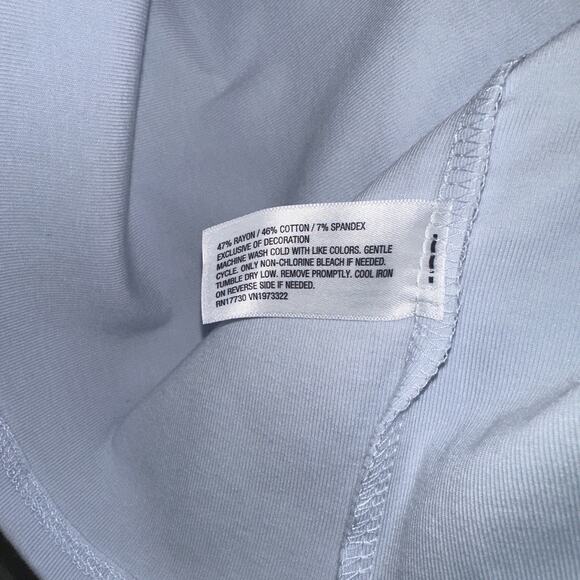 47% RAYON / 46% COTTON / 7% SPANDEX
EXCLUSIVE OF DECORATION
MACHINE WASH COLD WITH LIKE COLORS. GENTLE
CYCLE. ONLY NON-CHLORINE BLEACH IF NEEDED.
TUMBLE DRY LOW. REMOVE PROMPTLY. COOL IRON
ON REVERSE SIDE IF NEEDED.
RN17730 VN1973322